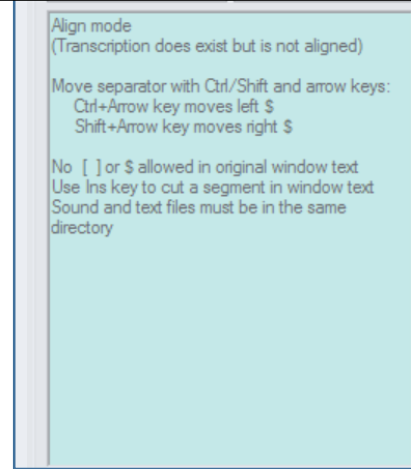 Align mode
(Transcription does exist but is not aligned)
Move separator with Ctrl/Shift and arrow keys:
Ctrl+Arrow key moves left $
Shift+Arrow key moves right $
No [ ] or $ allowed in original window text
Use Ins key to cut a segment in window text
Sound and text files must be in the same
directory